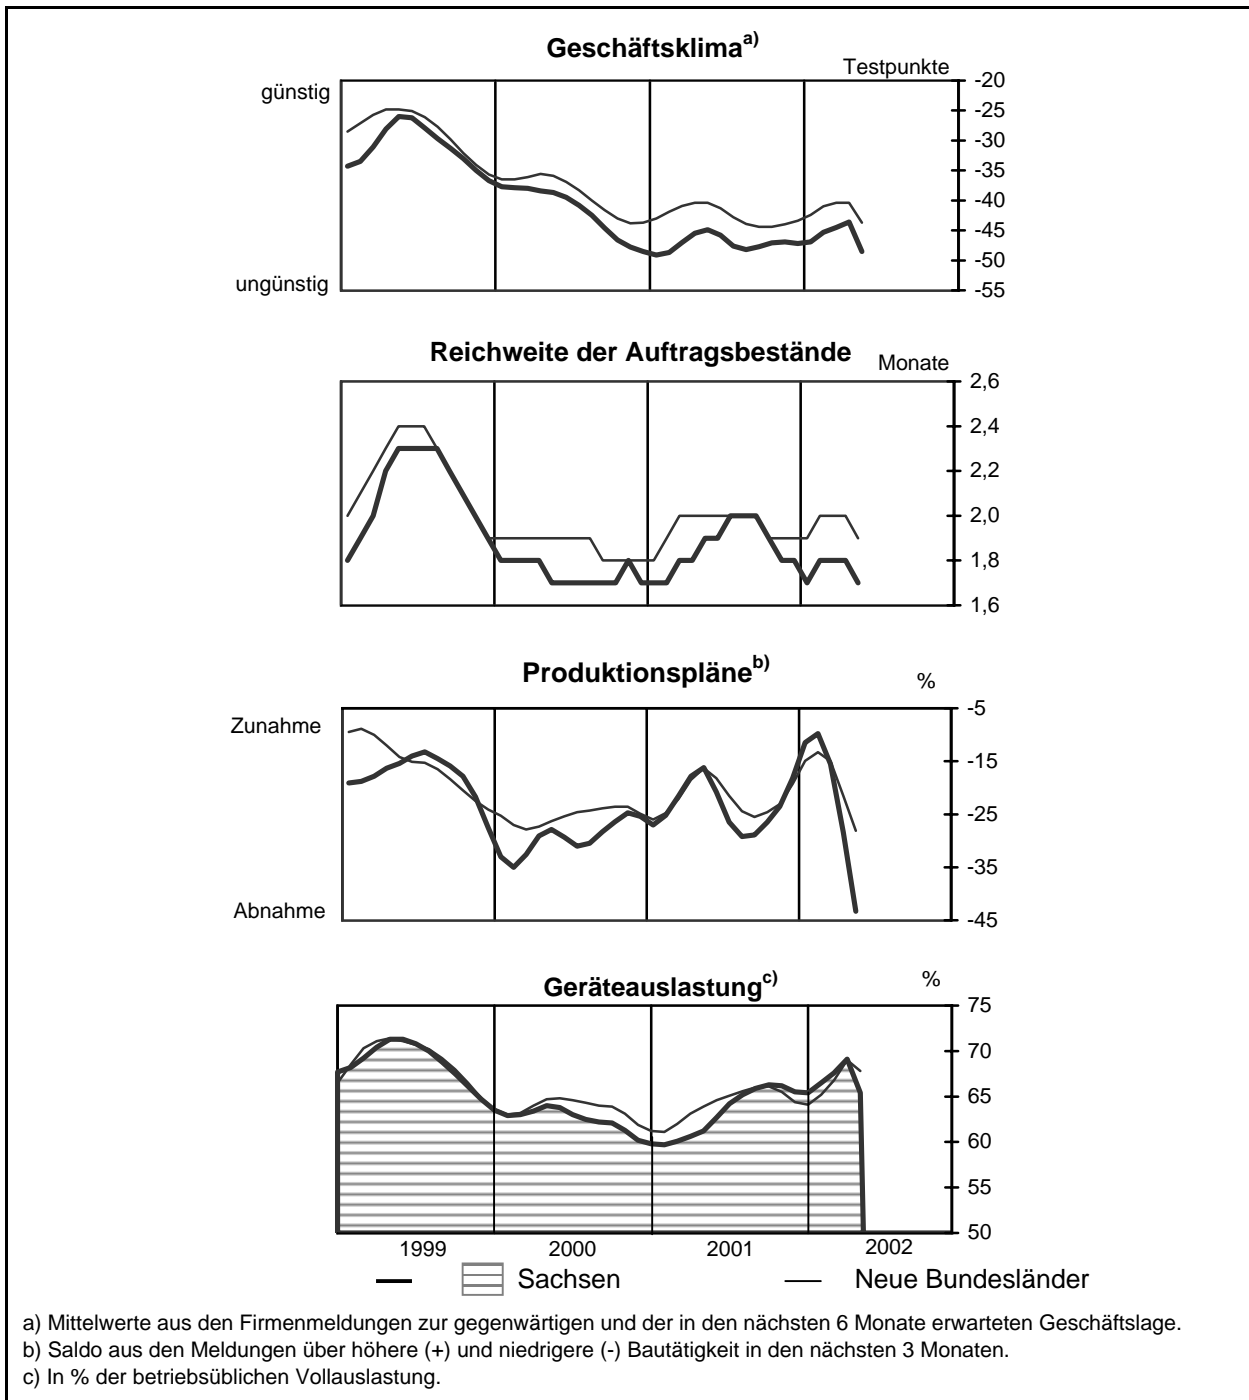 Geschäftsklima a)
Testpunkte
günstig
ungünstig
-20
-25
-30
-35
-40
-45
-50
-55
Reichweite der Auftragsbestände
Monate
2,6
2,4
2,2
2,0
1,8
1,6
Produktionspläne b)
%
Zunahme
Abnahme
-5
-15
-25
-35
-45
Geräteauslastung c)
%
75
70
65
60
55
50
1999 2000 2001 2002
Sachsen Neue Bundesländer
a) Mittelwerte aus den Firmenmeldungen zur gegenwärtigen und der in den nächsten 6 Monate erwarteten Geschäftslage.
b) Saldo aus den Meldungen über höhere (+) und niedrigere (-) Bautätigkeit in den nächsten 3 Monaten.
c) In % der betriebsüblichen Vollauslastung.